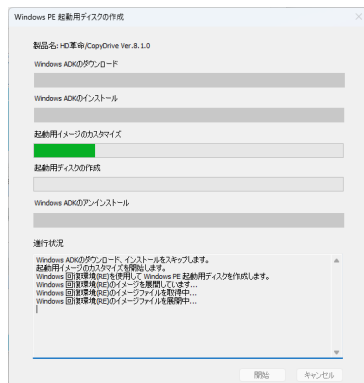 Windows PE 起動用ディスクの作成
製品名: HD革命/CopyDrive Ver.8.1.0
Windows ADKのダウンロード
Windows ADKのインストール
起動用イメージのカスタマイズ
起動用ディスクの作成
Windows ADKのアンインストール
進行状況
Windows ADKのダウンロード、インストールをスキップします。
起動用イメージのカスタマイズを開始します。
Windows 回復環境(RE)を使用して Windows PE 起動用ディスクを作成します。
Windows 回復環境(RE)のイメージを展開しています...
Windows 回復環境(RE)のイメージファイルを取得中...
Windows 回復環境(RE)のイメージファイルを展開中...
開始 キャンセル